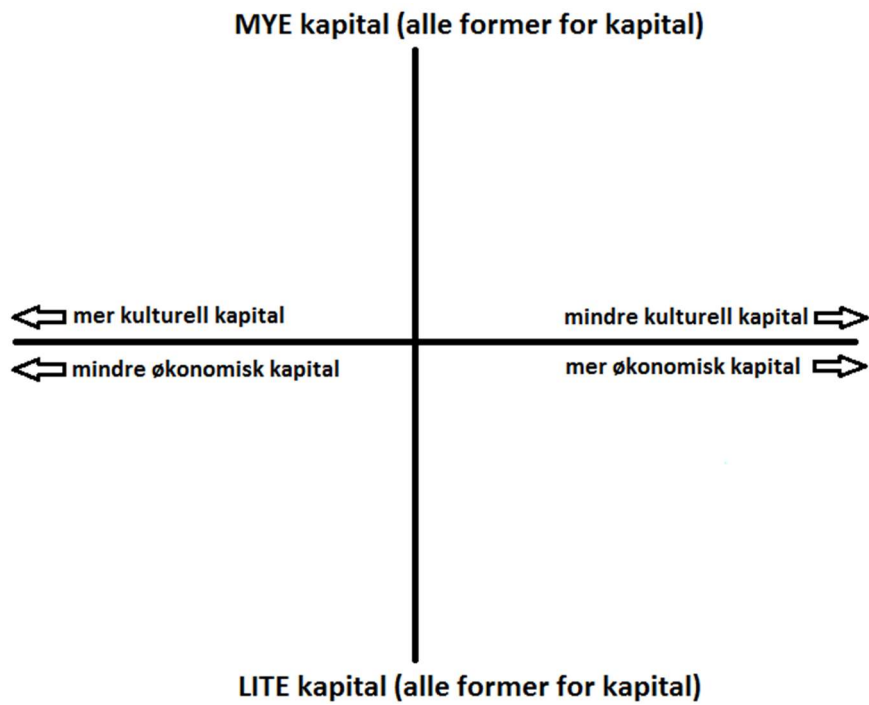 MYE kapital (alle former for kapital)
mer kulturell kapital
mindre kulturell kapital
mindre økonomisk kapital
mer økonomisk kapital
LITE kapital (alle former for kapital)